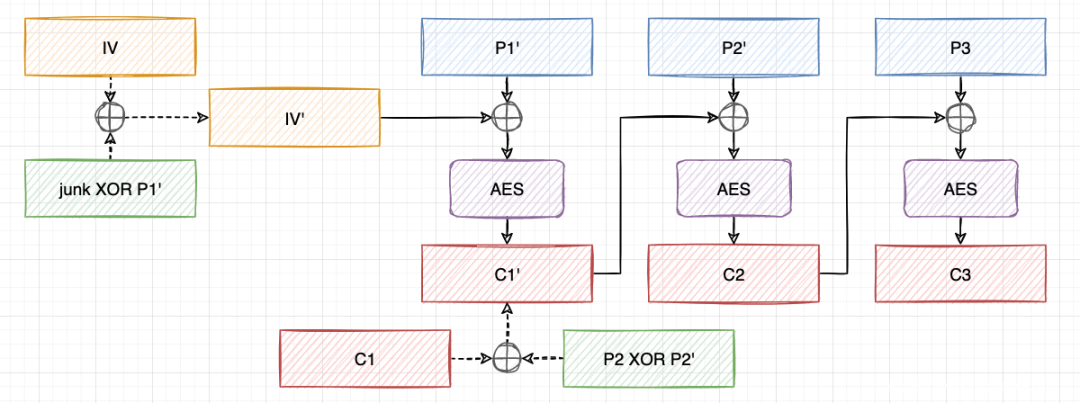 IV
P1'
P2'
P3
IV'
junk XOR P1'
AES
AES
AES
C1'
C2
C3
C1
P2 XOR P2'